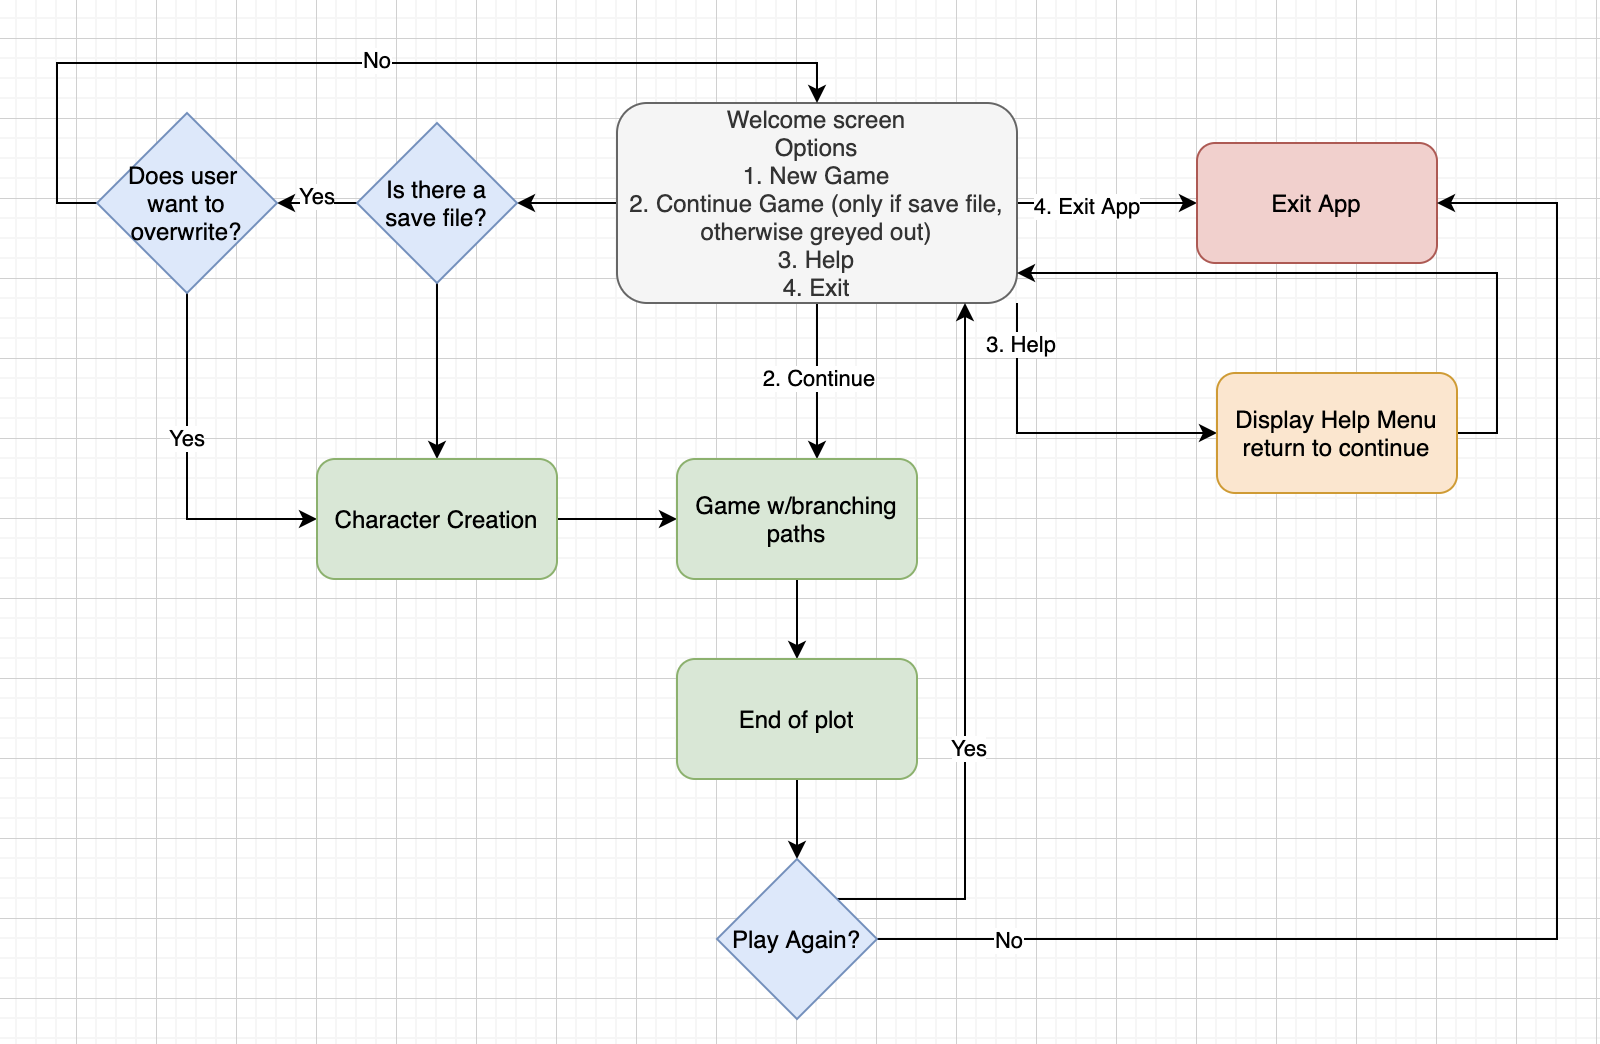 No
Welcome screen
Options
1. New Game
2. Continue Game (only if save file,
otherwise greyed out)
3. Help
4. Exit
Does user
want to
overwrite?
Yes
Is there a
save file?
4. Exit App
Exit App
3. Help
2. Continue
Display Help Menu
return to continue
Yes
Character Creation
Game w/branching
paths
End of plot
Yes
Play Again?
No